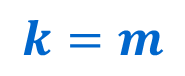 k = m